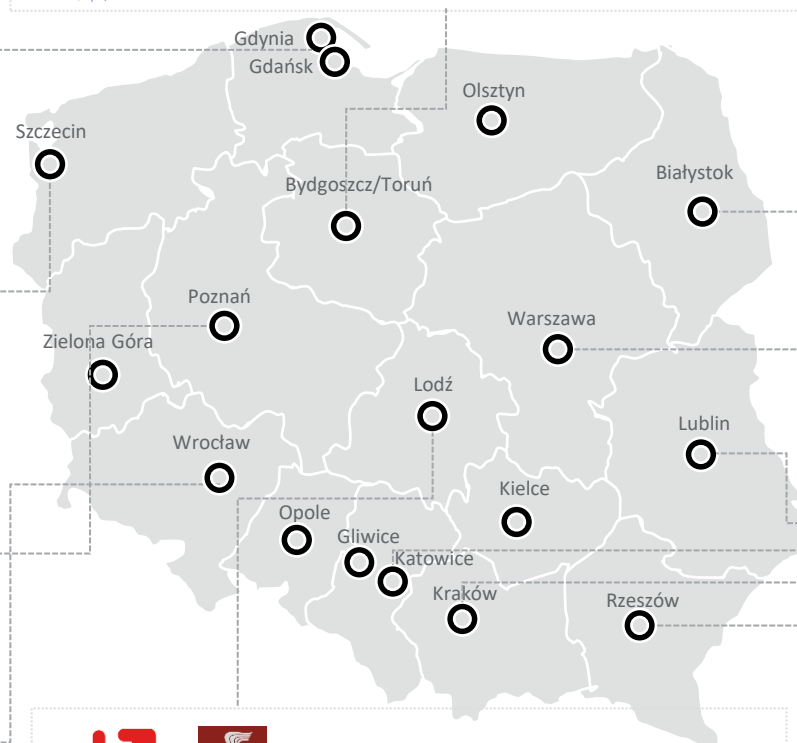 Gdynia
Gdańsk
Olsztyn
Szczecin
Białystok
Bydgoszcz/Toruń
Poznań
Warszawa
Zielona Góra
Lodź
Lublin
Wrocław
Kielce
Opole
Gliwice
Katowice
Kraków
Rzeszów